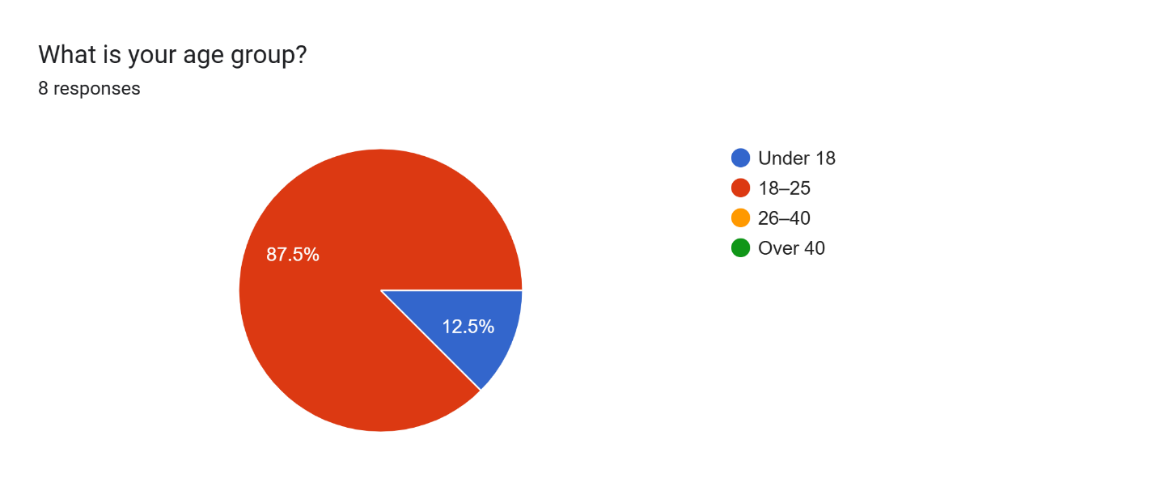 What is your age group?
8 responses
87.5%
12.5%
Under 18
18–25
26–40
Over 40